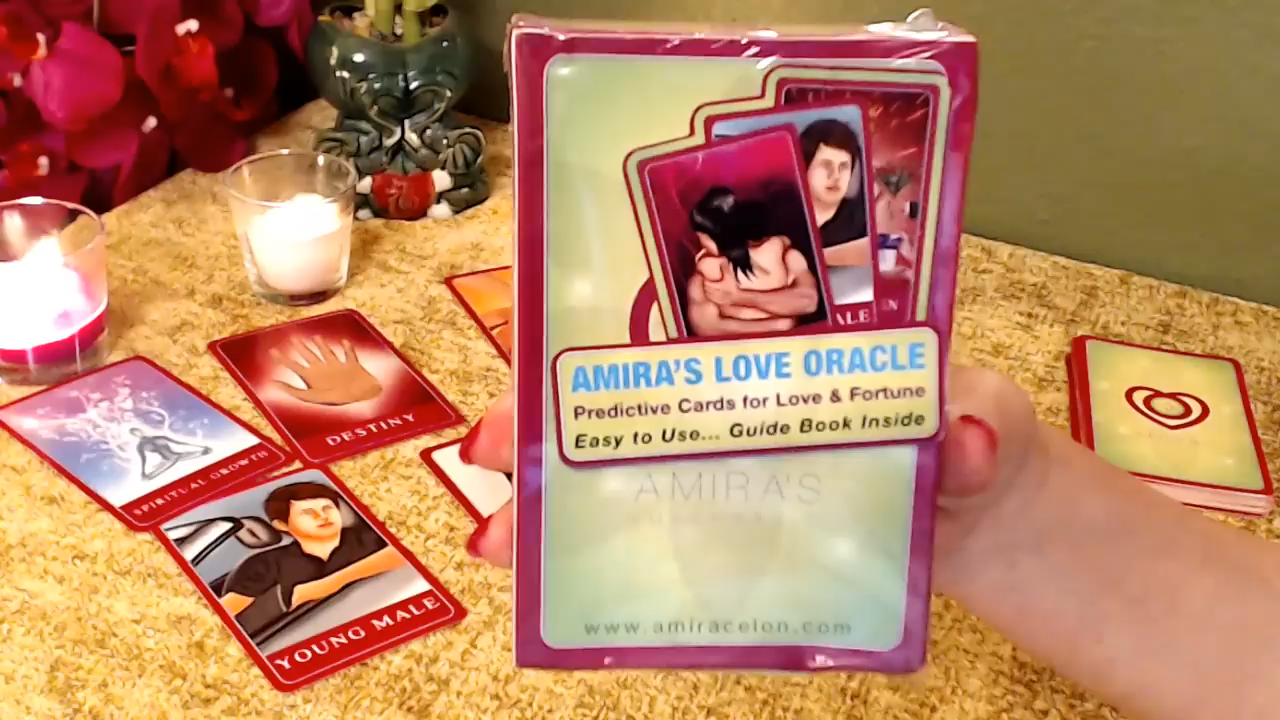 AMIRA'S LOVE ORACLE
Predictive Cards for Love & Fortune
Easy to Use... Guide Book Inside
AMIRA'S
www.amiracelon.com
ALE
DESTINY
SPIRITUAL GROWTH
YOUNG MALE